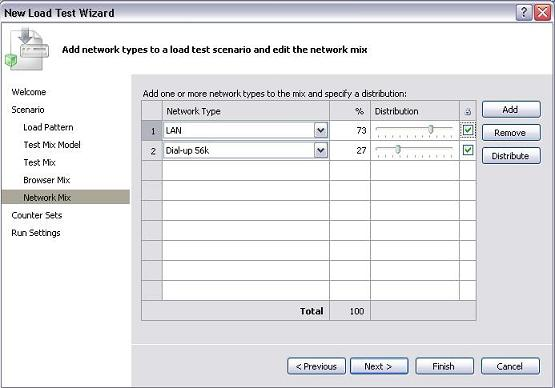 New Load Test Wizard
Add network types to a load test scenario and edit the network mix
Welcome
Scenario
Load Pattern
Test Mix Model
Test Mix
Browser Mix
Network Mix
Counter Sets
Run Settings
Add one or more network types to the mix and specify a distribution:
Network Type % Distribution
1 LAN 73
2 Dial-up 56k 27
Total 100
Add
Remove
Distribute
< Previous Next > Finish Cancel